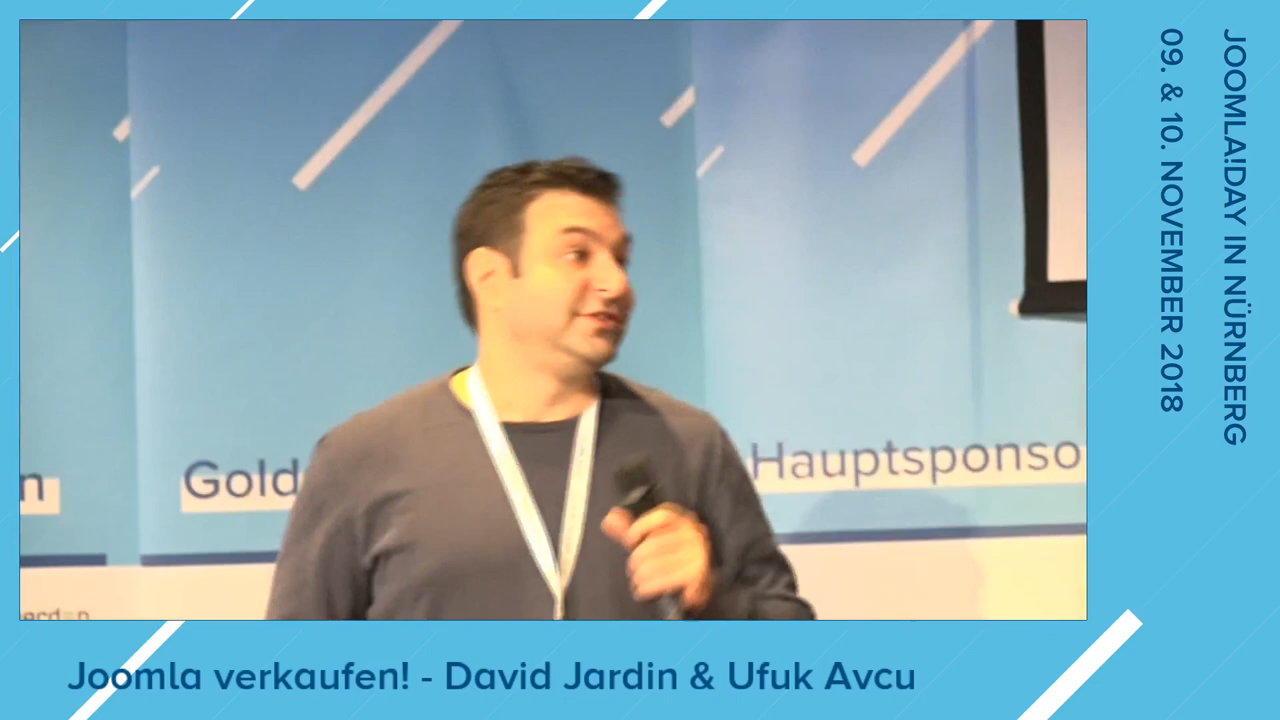 JOOMLA!DAY IN NÜRNBERG
09. & 10. NOVEMBER 2018
n
Gold
Hauptsponso
Joomla verkaufen! - David Jardin & Ufuk Avcu